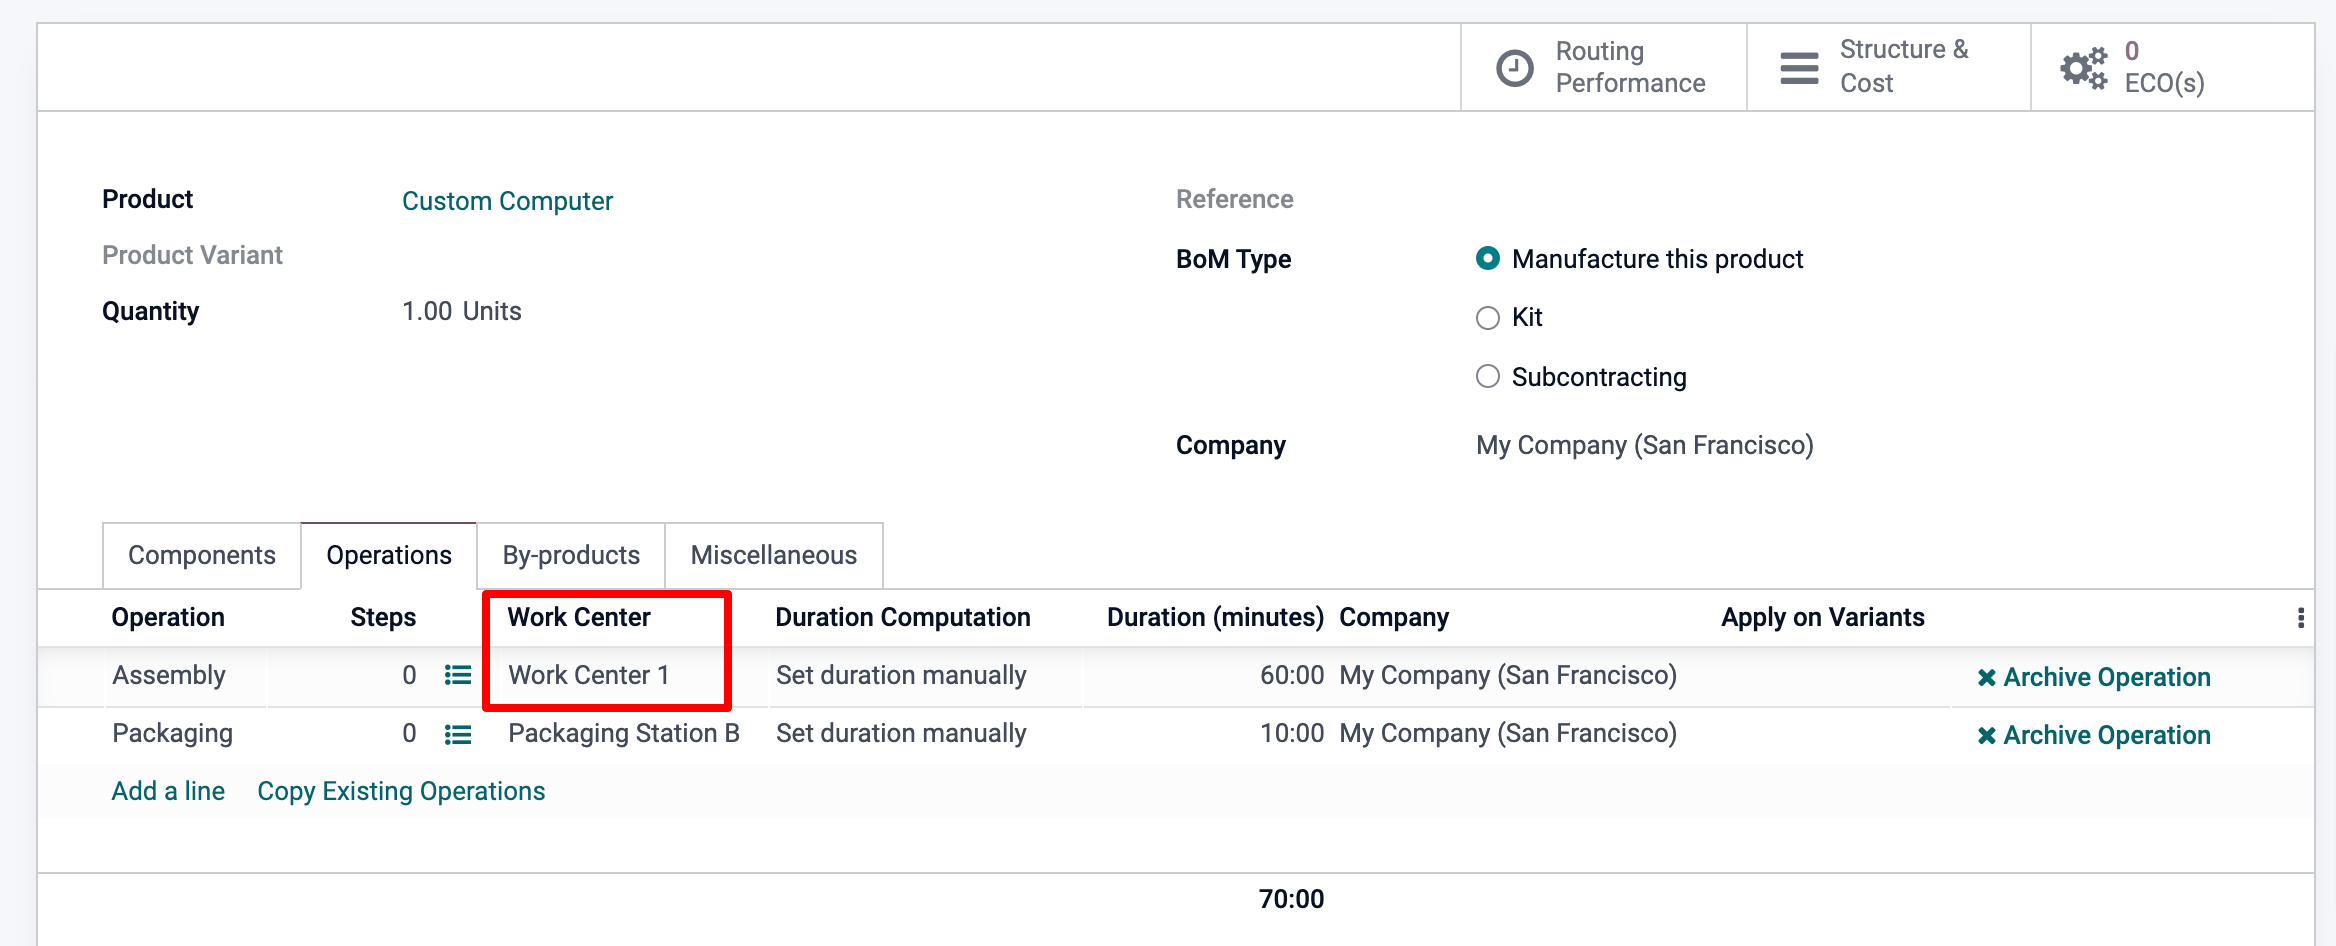 Routing
Performance
Structure &
Cost
0
ECO(s)
Product Custom Computer
Product Variant
Quantity 1.00 Units
Reference
BoM Type Manufacture this product
Kit
Subcontracting
Company My Company (San Francisco)
Components Operations By-products Miscellaneous
Operation Steps Work Center Duration Computation Duration (minutes) Company Apply on Variants
Assembly 0 Work Center 1 Set duration manually 60:00 My Company (San Francisco) Archive Operation
Packaging 0 Packaging Station B Set duration manually 10:00 My Company (San Francisco) Archive Operation
Add a line Copy Existing Operations
70:00